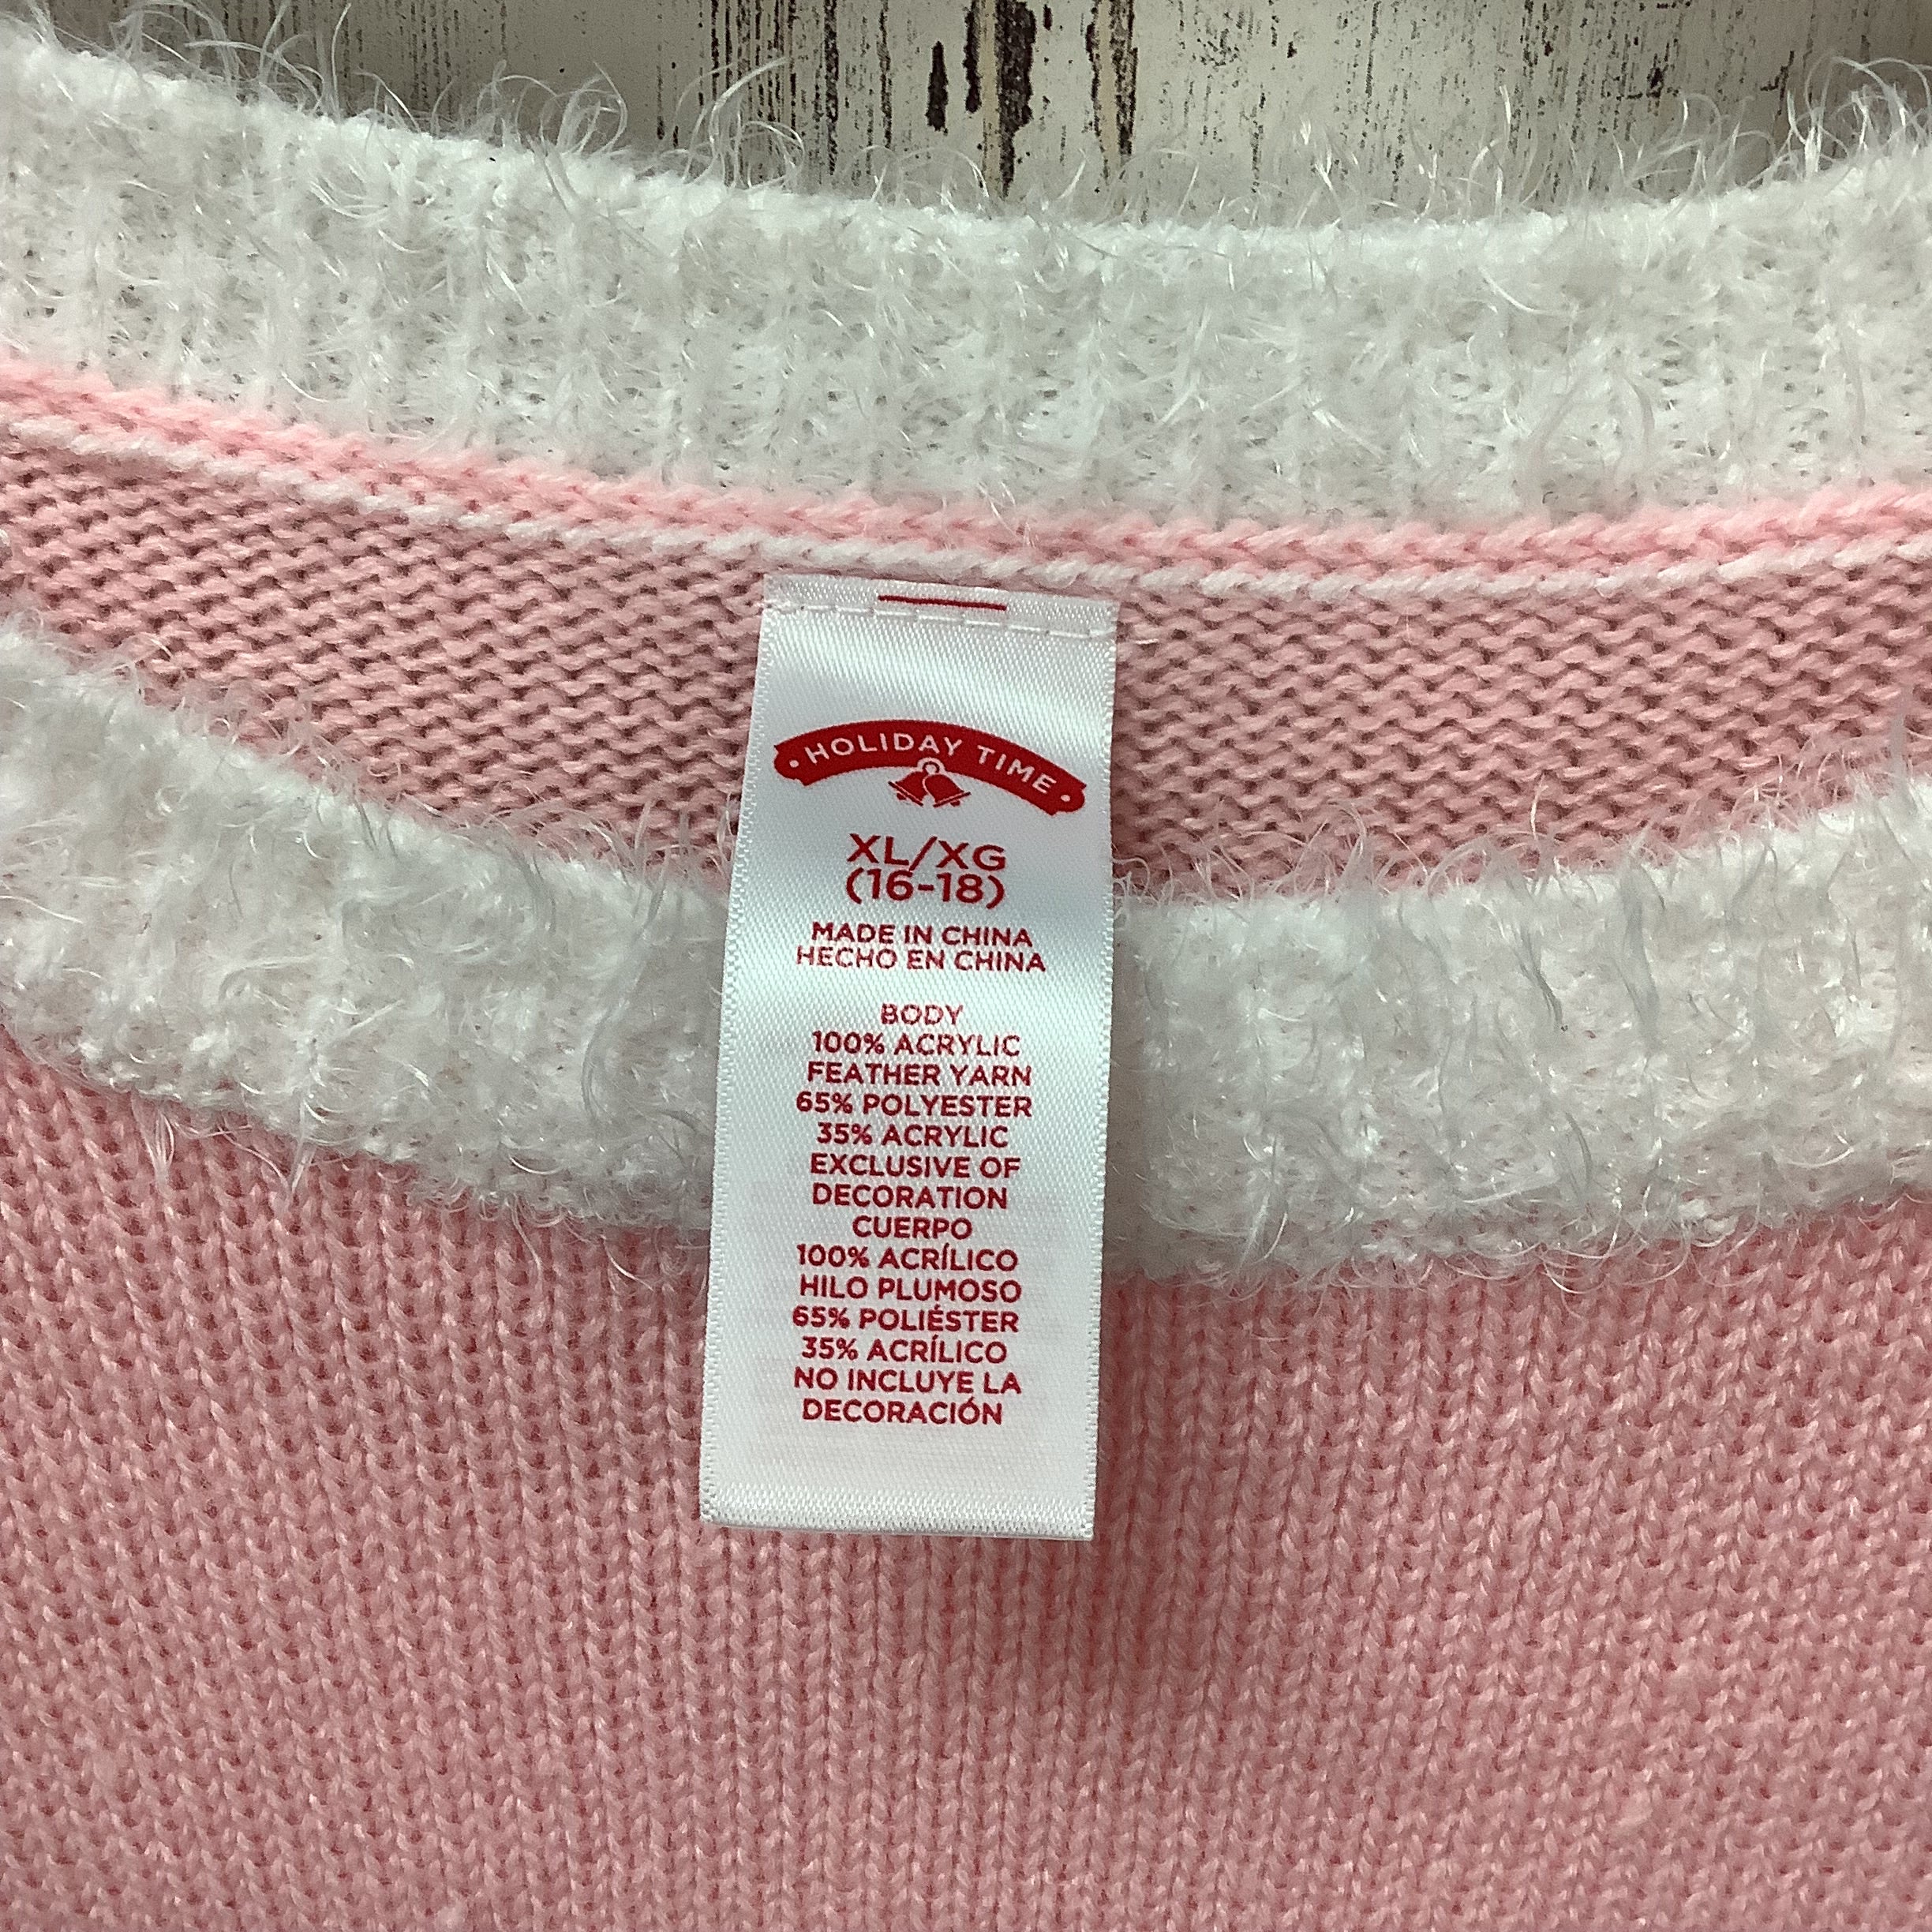 HOLIDAY TIME
XL/XG
(16-18)
MADE IN CHINA
HECHO EN CHINA
BODY
100% ACRYLIC
FEATHER YARN
65% POLYESTER
35% ACRYLIC
EXCLUSIVE OF
DECORATION
CUERPO
100% ACRÍLICO
HILO PLUMOSO
65% POLIÉSTER
35% ACRÍLICO
NO INCLUYE LA
DECORACIÓN